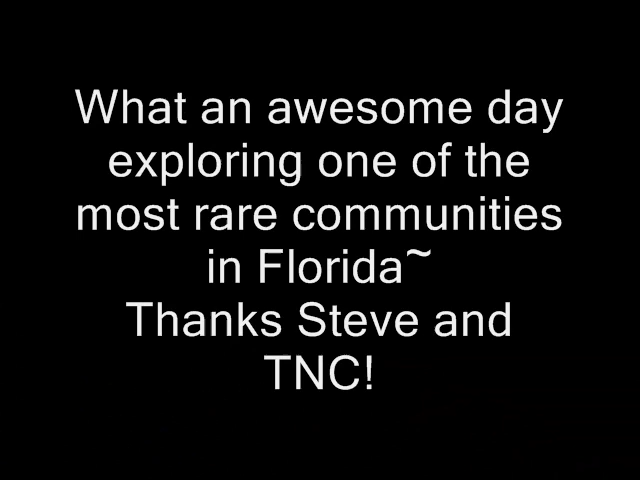 What an awesome day
exploring one of the
most rare communities
in Florida~
Thanks Steve and
TNC!